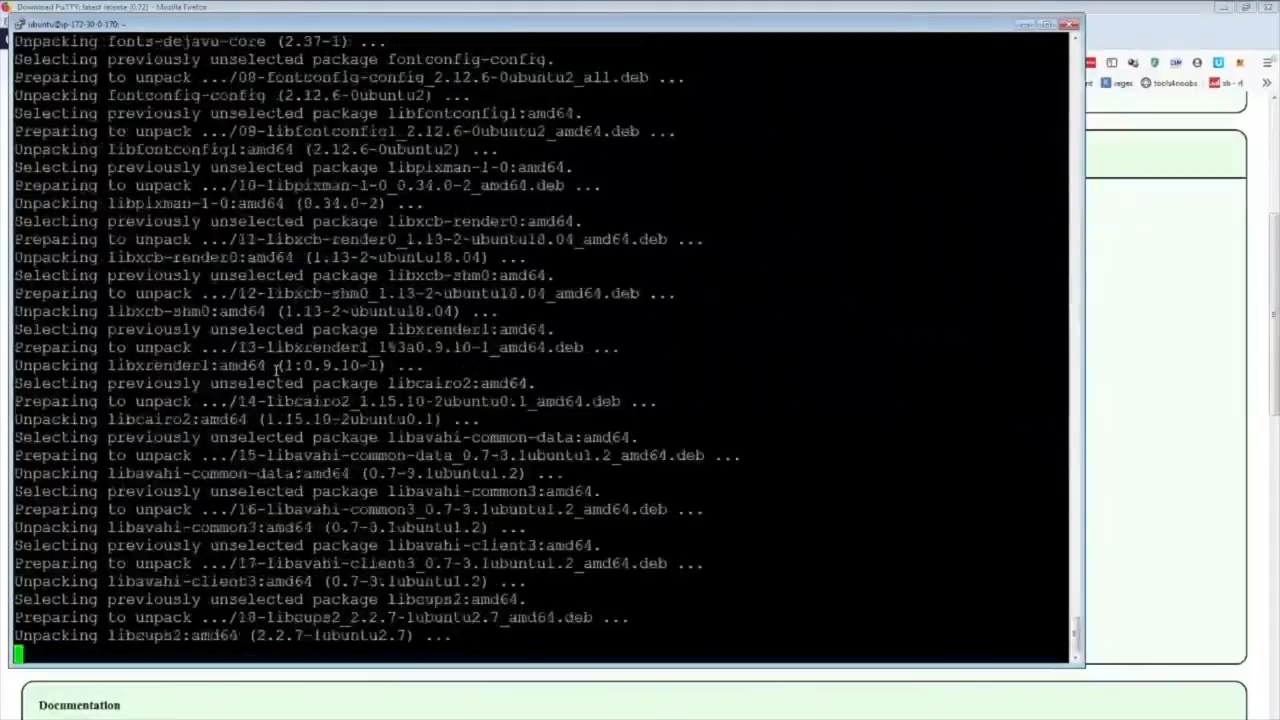 Download PuTTY: latest release (0.72) - Mozilla Firefox
ubuntu@ip-172-30-0-170: ~
Unpacking fonts-dejavu-core (2.37-1) ...
Selecting previously unselected package fontconfig-config.
Preparing to unpack .../08-fontconfig-config_2.12.6-0ubuntu2_all.deb ...
Unpacking fontconfig-config (2.12.6-0ubuntu2) ...
Selecting previously unselected package libfontconfig1:amd64.
Preparing to unpack .../09-libfontconfig1_2.12.6-0ubuntu2_amd64.deb ...
Unpacking libfontconfig1:amd64 (2.12.6-0ubuntu2) ...
Selecting previously unselected package libpixman-1-0:amd64.
Preparing to unpack .../10-libpixman-1-0_0.34.0-2_amd64.deb ...
Unpacking libpixman-1-0:amd64 (0.34.0-2) ...
Selecting previously unselected package libxcb-render0:amd64.
Preparing to unpack .../11-libxcb-render0_1.13-2~ubuntu18.04_amd64.deb ...
Unpacking libxcb-render0:amd64 (1.13-2~ubuntu18.04) ...
Selecting previously unselected package libxcb-shm0:amd64.
Preparing to unpack .../12-libxcb-shm0_1.13-2~ubuntu18.04_amd64.deb ...
Unpacking libxcb-shm0:amd64 (1.13-2~ubuntu18.04) ...
Selecting previously unselected package libxrender1:amd64.
Preparing to unpack .../13-libxrender1_1%3a0.9.10-1_amd64.deb ...
Unpacking libxrender1:amd64 (1:0.9.10-1) ...
Selecting previously unselected package libcairo2:amd64.
Preparing to unpack .../14-libcairo2_1.15.10-2ubuntu0.1_amd64.deb ...
Unpacking libcairo2:amd64 (1.15.10-2ubuntu0.1) ...
Selecting previously unselected package libavahi-common-data:amd64.
Preparing to unpack .../15-libavahi-common-data_0.7-3.1ubuntu1.2_amd64.deb ...
Unpacking libavahi-common-data:amd64 (0.7-3.1ubuntu1.2) ...
Selecting previously unselected package libavahi-common3:amd64.
Preparing to unpack .../16-libavahi-common3_0.7-3.1ubuntu1.2_amd64.deb ...
Unpacking libavahi-common3:amd64 (0.7-3.1ubuntu1.2) ...
Selecting previously unselected package libavahi-client3:amd64.
Preparing to unpack .../17-libavahi-client3_0.7-3.1ubuntu1.2_amd64.deb ...
Unpacking libavahi-client3:amd64 (0.7-3.1ubuntu1.2) ...
Selecting previously unselected package libcups2:amd64.
Preparing to unpack .../18-libcups2_2.2.7-1ubuntu2.7_amd64.deb ...
Unpacking libcups2:amd64 (2.2.7-1ubuntu2.7) ...
regex tools4noobs
Documentation